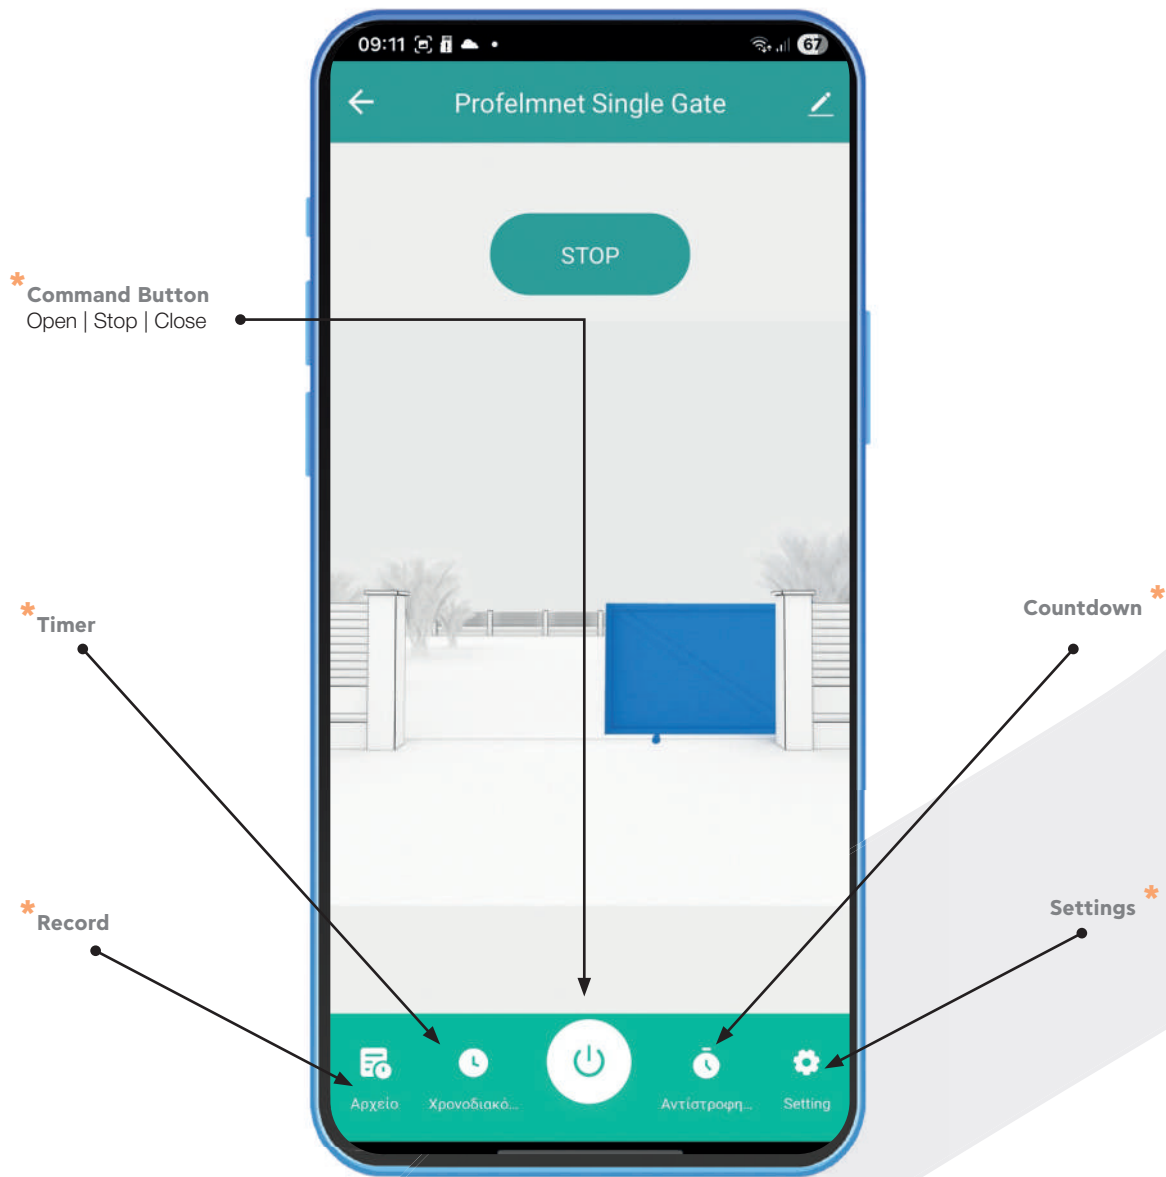 09:11
67
Profelmnet Single Gate
STOP
* Command Button
Open | Stop | Close
* Timer
Countdown *
* Record
Settings *
Αρχείο
Χρονοδιακό...
Αντίστροφη...
Setting